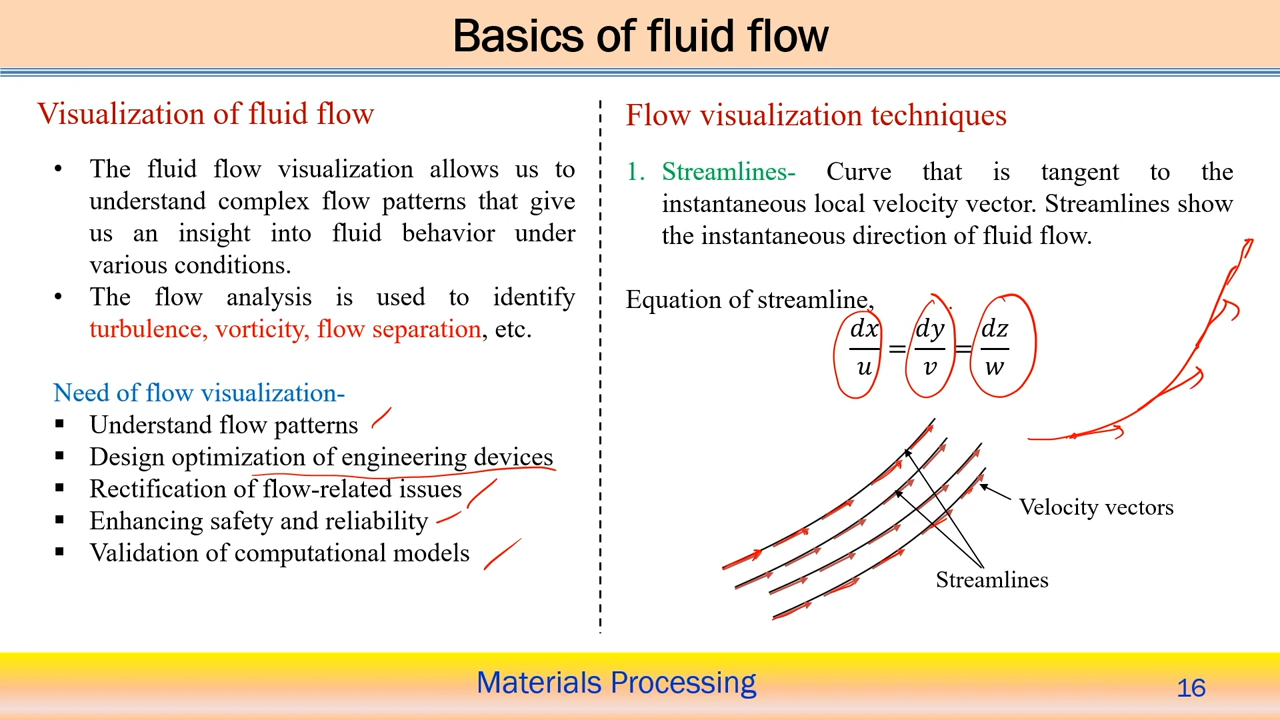 Basics of fluid flow
Visualization of fluid flow
• The fluid flow visualization allows us to
understand complex flow patterns that give
us an insight into fluid behavior under
various conditions.
• The flow analysis is used to identify
turbulence, vorticity, flow separation, etc.
Need of flow visualization-
▪ Understand flow patterns
▪ Design optimization of engineering devices
▪ Rectification of flow-related issues
▪ Enhancing safety and reliability
▪ Validation of computational models
Flow visualization techniques
1. Streamlines- Curve that is tangent to the
instantaneous local velocity vector. Streamlines show
the instantaneous direction of fluid flow.
Equation of streamline,
dx/u = dy/v = dz/w
Velocity vectors
Streamlines
Materials Processing
16